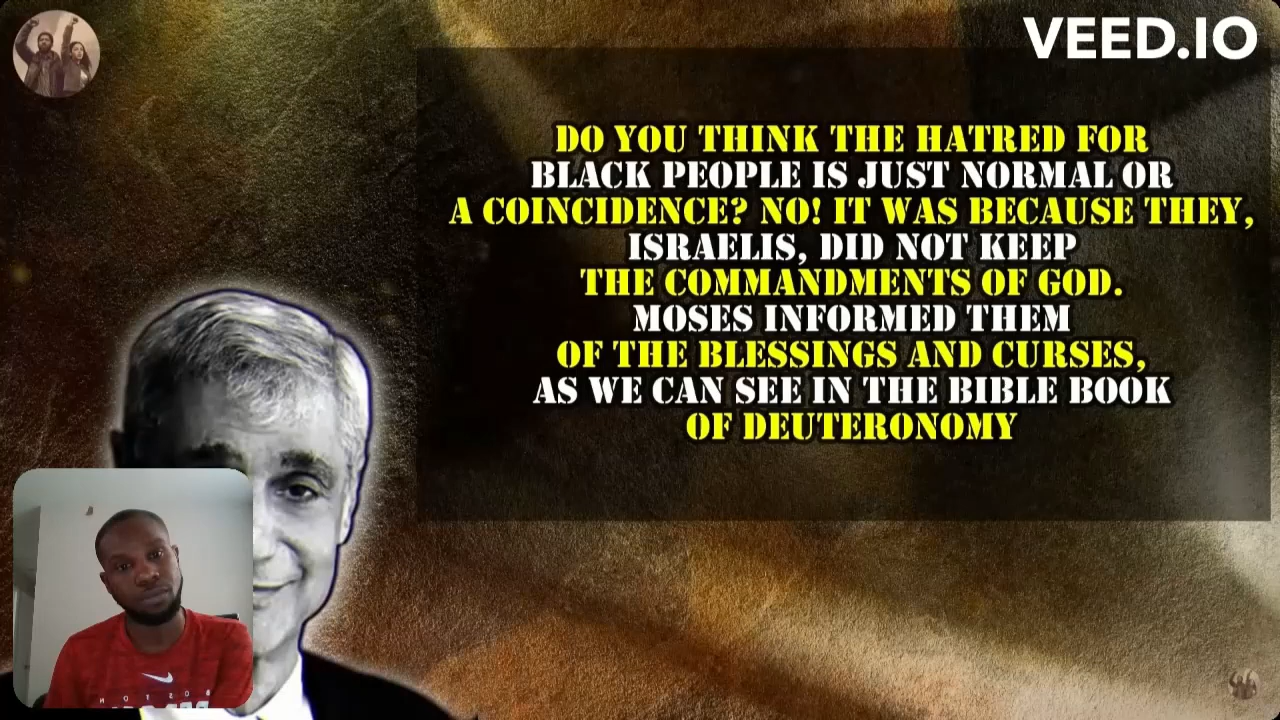 VEED.IO
DO YOU THINK THE HATRED FOR
BLACK PEOPLE IS JUST NORMAL OR
A COINCIDENCE? NO! IT WAS BECAUSE THEY,
ISRAELIS, DID NOT KEEP
THE COMMANDMENTS OF GOD.
MOSES INFORMED THEM
OF THE BLESSINGS AND CURSES,
AS WE CAN SEE IN THE BIBLE BOOK
OF DEUTERONOMY
BOSTON